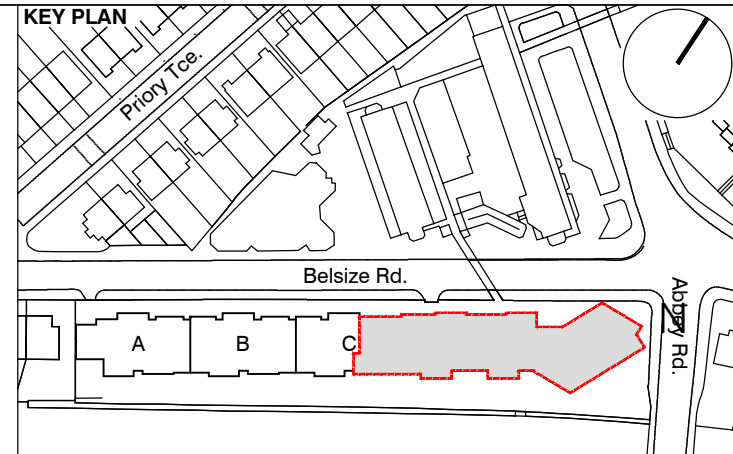 KEY PLAN
Priory Tce.
Belsize Rd.
Abbey Rd.
A
B
C